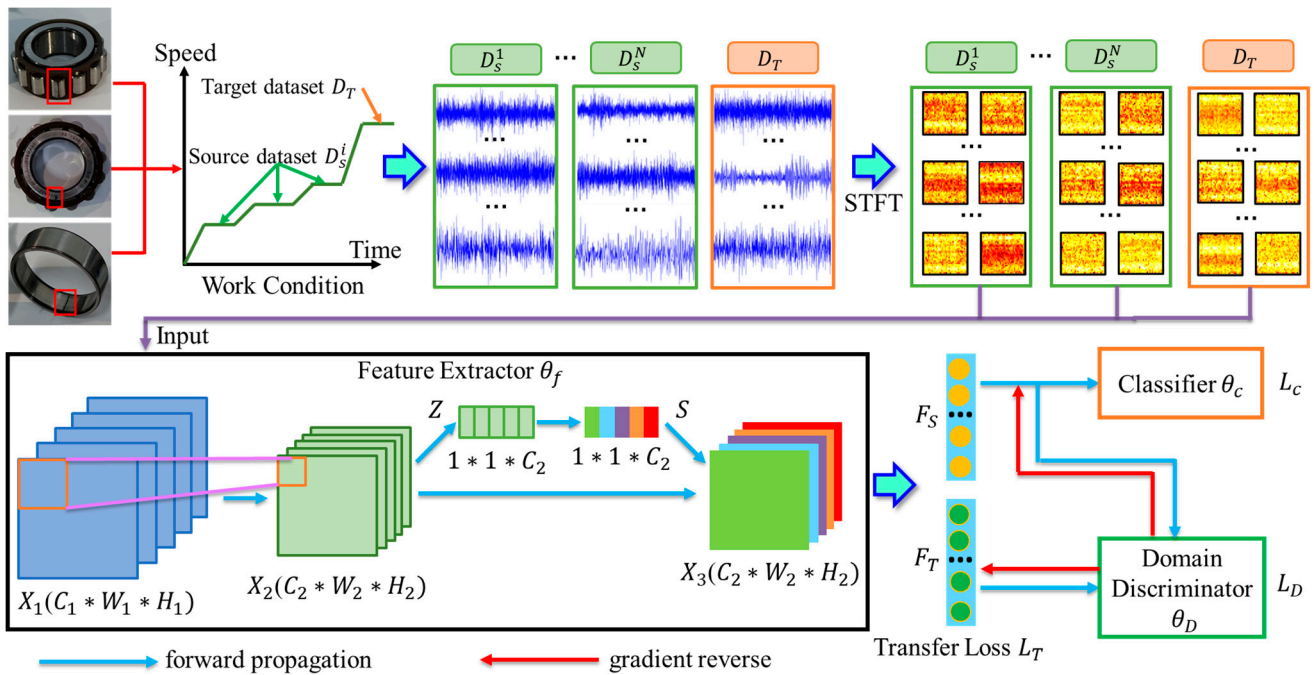 Speed
Target dataset D_T
Source dataset D_s^i
Time
Work Condition
D_s^1 ... D_s^N D_T
...
...
...
...
...
...
STFT
D_s^1 ... D_s^N D_T
...
...
...
...
...
...
Input
Feature Extractor θ_f
Z
S
1 * 1 * C_2
1 * 1 * C_2
X_1(C_1 * W_1 * H_1)
X_2(C_2 * W_2 * H_2)
X_3(C_2 * W_2 * H_2)
F_S
F_T
Transfer Loss L_T
Classifier θ_c
L_c
Domain
Discriminator
θ_D
L_D
forward propagation
gradient reverse